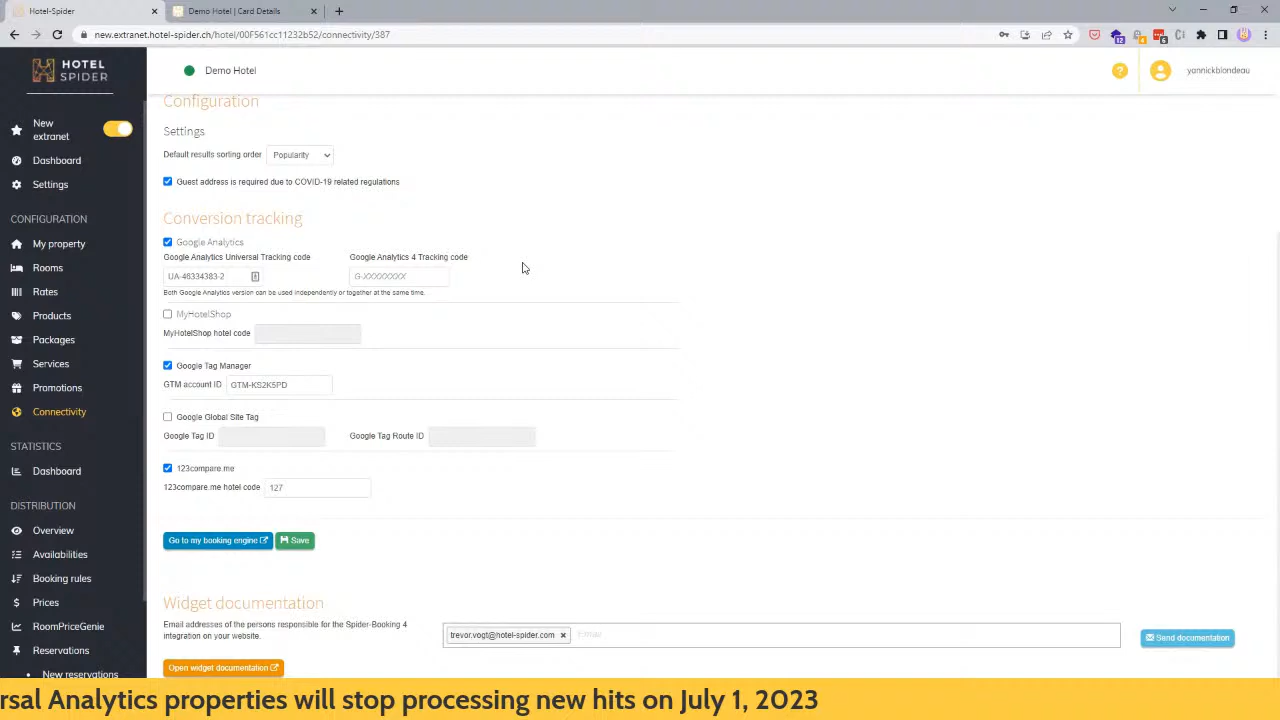 Hotel-Spider
Demo Hotel | Card Details
new.extranet.hotel-spider.ch/hotel/00F561cc11232b52/connectivity/387
12
4
6
HOTEL
SPIDER
Demo Hotel
?
yannickblondeau
New
extranet
Dashboard
Settings
CONFIGURATION
My property
Rooms
Rates
Products
Packages
Services
Promotions
Connectivity
STATISTICS
Dashboard
DISTRIBUTION
Overview
Availabilities
Booking rules
Prices
RoomPriceGenie
Reservations
New reservations
Configuration
Settings
Default results sorting order Popularity
Guest address is required due to COVID-19 related regulations
Conversion tracking
Google Analytics
Google Analytics Universal Tracking code Google Analytics 4 Tracking code
UA-46334383-2 G-XXXXXXXX
Both Google Analytics version can be used independently or together at the same time.
MyHotelShop
MyHotelShop hotel code
Google Tag Manager
GTM account ID GTM-KS2K5PD
Google Global Site Tag
Google Tag ID Google Tag Route ID
123compare.me
123compare.me hotel code 127
Go to my booking engine Save
Widget documentation
Email addresses of the persons responsible for the Spider-Booking 4
integration on your website.
trevor.vogt@hotel-spider.com × Email
Send documentation
Open widget documentation
rsal Analytics properties will stop processing new hits on July 1, 2023